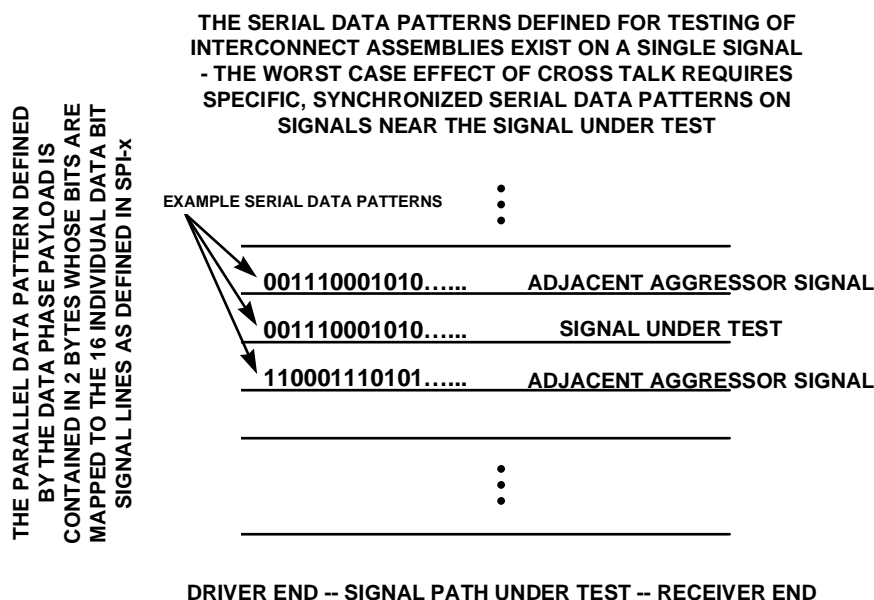 THE SERIAL DATA PATTERNS DEFINED FOR TESTING OF
INTERCONNECT ASSEMBLIES EXIST ON A SINGLE SIGNAL
- THE WORST CASE EFFECT OF CROSS TALK REQUIRES
SPECIFIC, SYNCHRONIZED SERIAL DATA PATTERNS ON
SIGNALS NEAR THE SIGNAL UNDER TEST
THE PARALLEL DATA PATTERN DEFINED
BY THE DATA PHASE PAYLOAD IS
CONTAINED IN 2 BYTES WHOSE BITS ARE
MAPPED TO THE 16 INDIVIDUAL DATA BIT
SIGNAL LINES AS DEFINED IN SPI-x
EXAMPLE SERIAL DATA PATTERNS
001110001010…... ADJACENT AGGRESSOR SIGNAL
001110001010…... SIGNAL UNDER TEST
110001110101…... ADJACENT AGGRESSOR SIGNAL
DRIVER END -- SIGNAL PATH UNDER TEST -- RECEIVER END